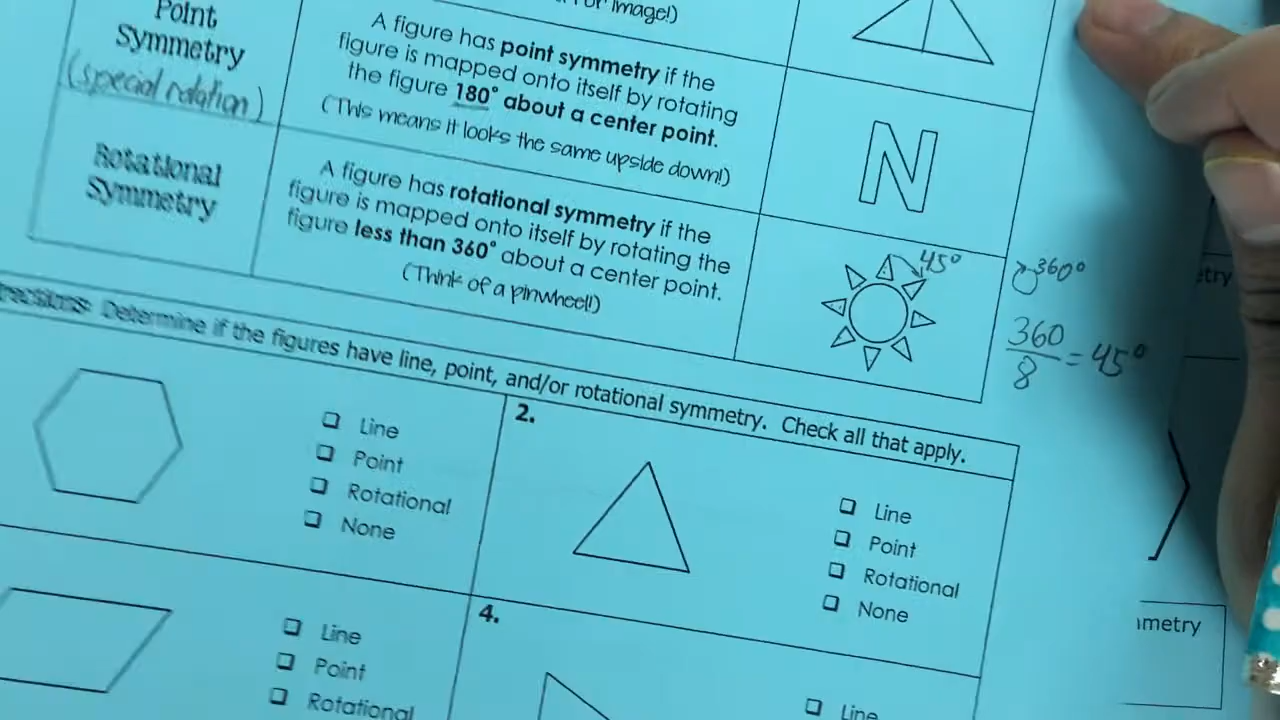 or image!)
Point
Symmetry
(special rotation)
A figure has point symmetry if the
figure is mapped onto itself by rotating
the figure 180° about a center point.
(This means it looks the same upside down!)
N
Rotational
Symmetry
A figure has rotational symmetry if the
figure is mapped onto itself by rotating the
figure less than 360° about a center point.
(Think of a pinwheel!)
45°
360°
360
8
= 45°
etry
Directions: Determine if the figures have line, point, and/or rotational symmetry. Check all that apply.
Line
Point
Rotational
None
2.
Line
Point
Rotational
None
Line
Point
Rotational
4.
Line
metry